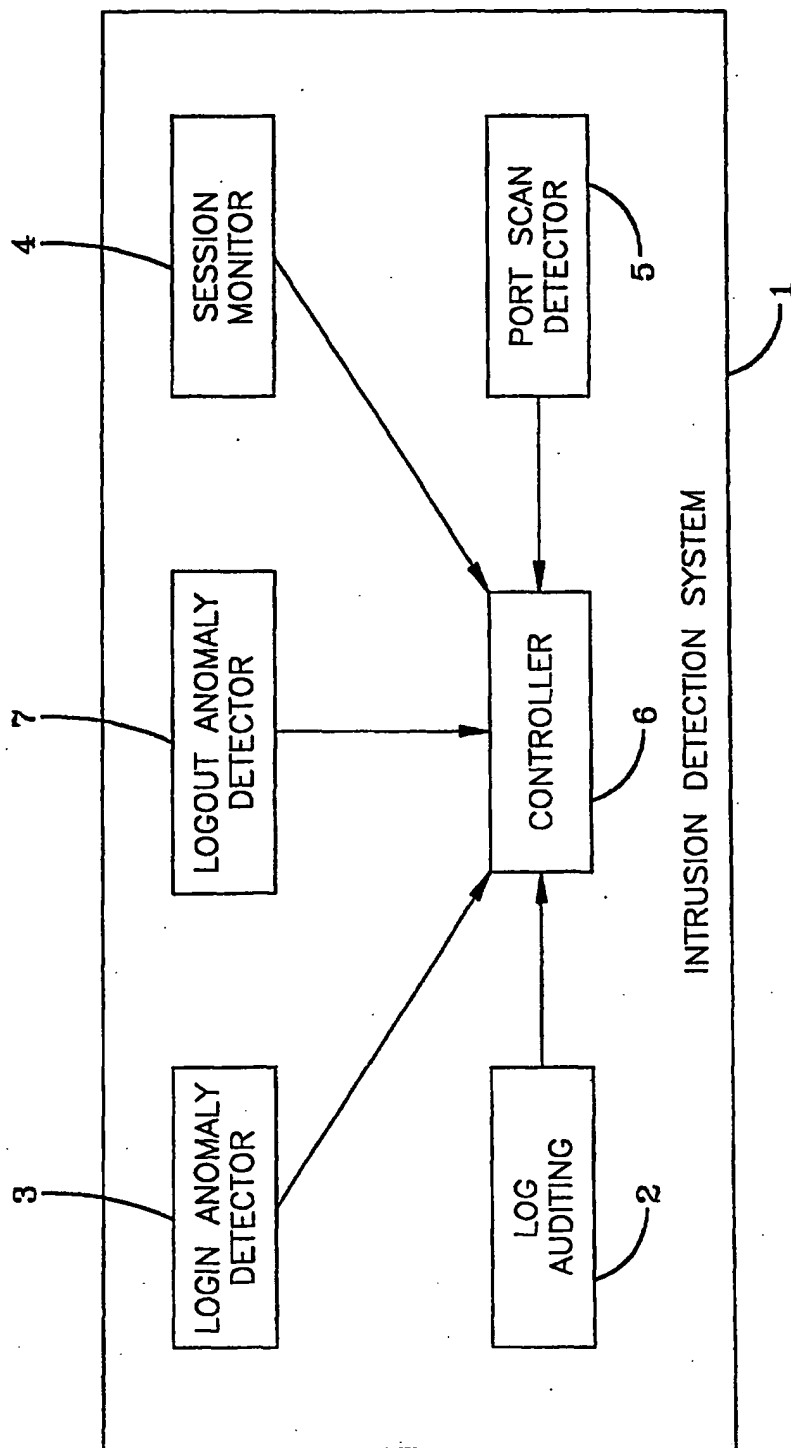 3
7
4
LOGIN ANOMALY
DETECTOR
LOGOUT ANOMALY
DETECTOR
SESSION
MONITOR
LOG
AUDITING
2
CONTROLLER
6
PORT SCAN
DETECTOR
5
INTRUSION DETECTION SYSTEM
1